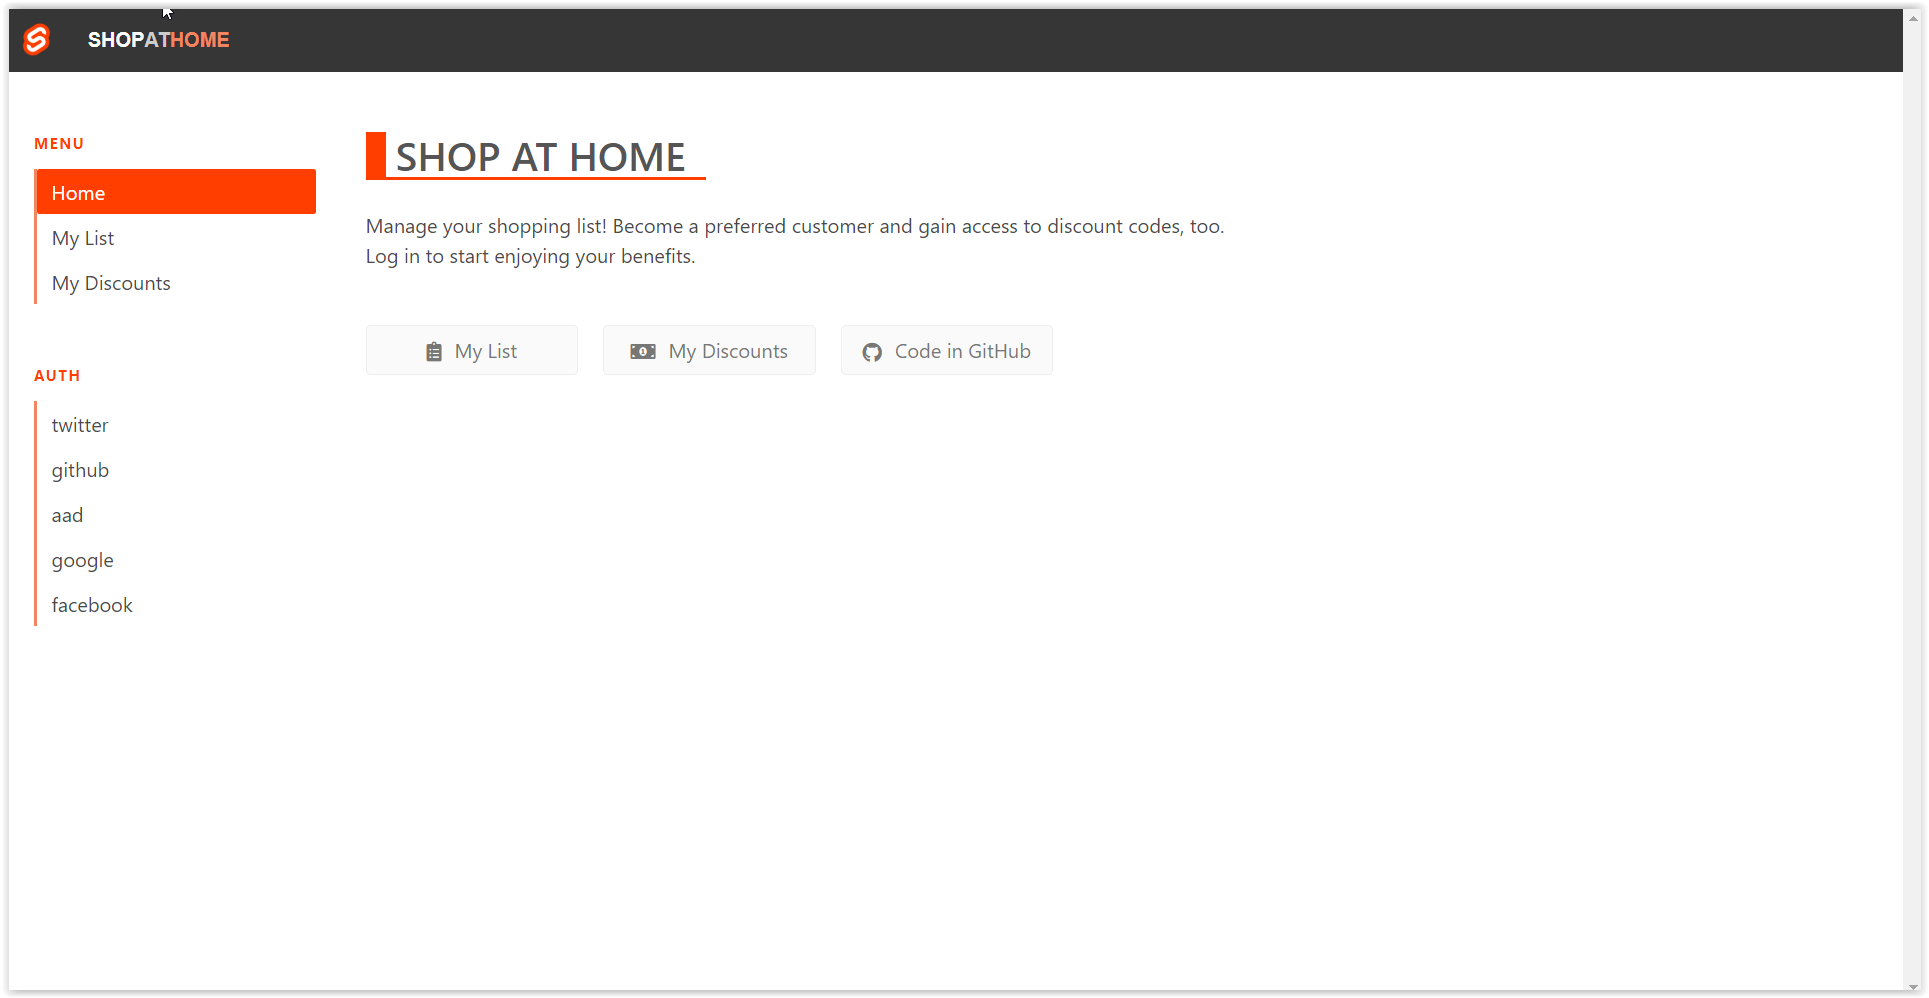 SHOPATHOME
MENU
Home
My List
My Discounts
AUTH
twitter
github
aad
google
facebook
SHOP AT HOME
Manage your shopping list! Become a preferred customer and gain access to discount codes, too.
Log in to start enjoying your benefits.
My List
My Discounts
Code in GitHub